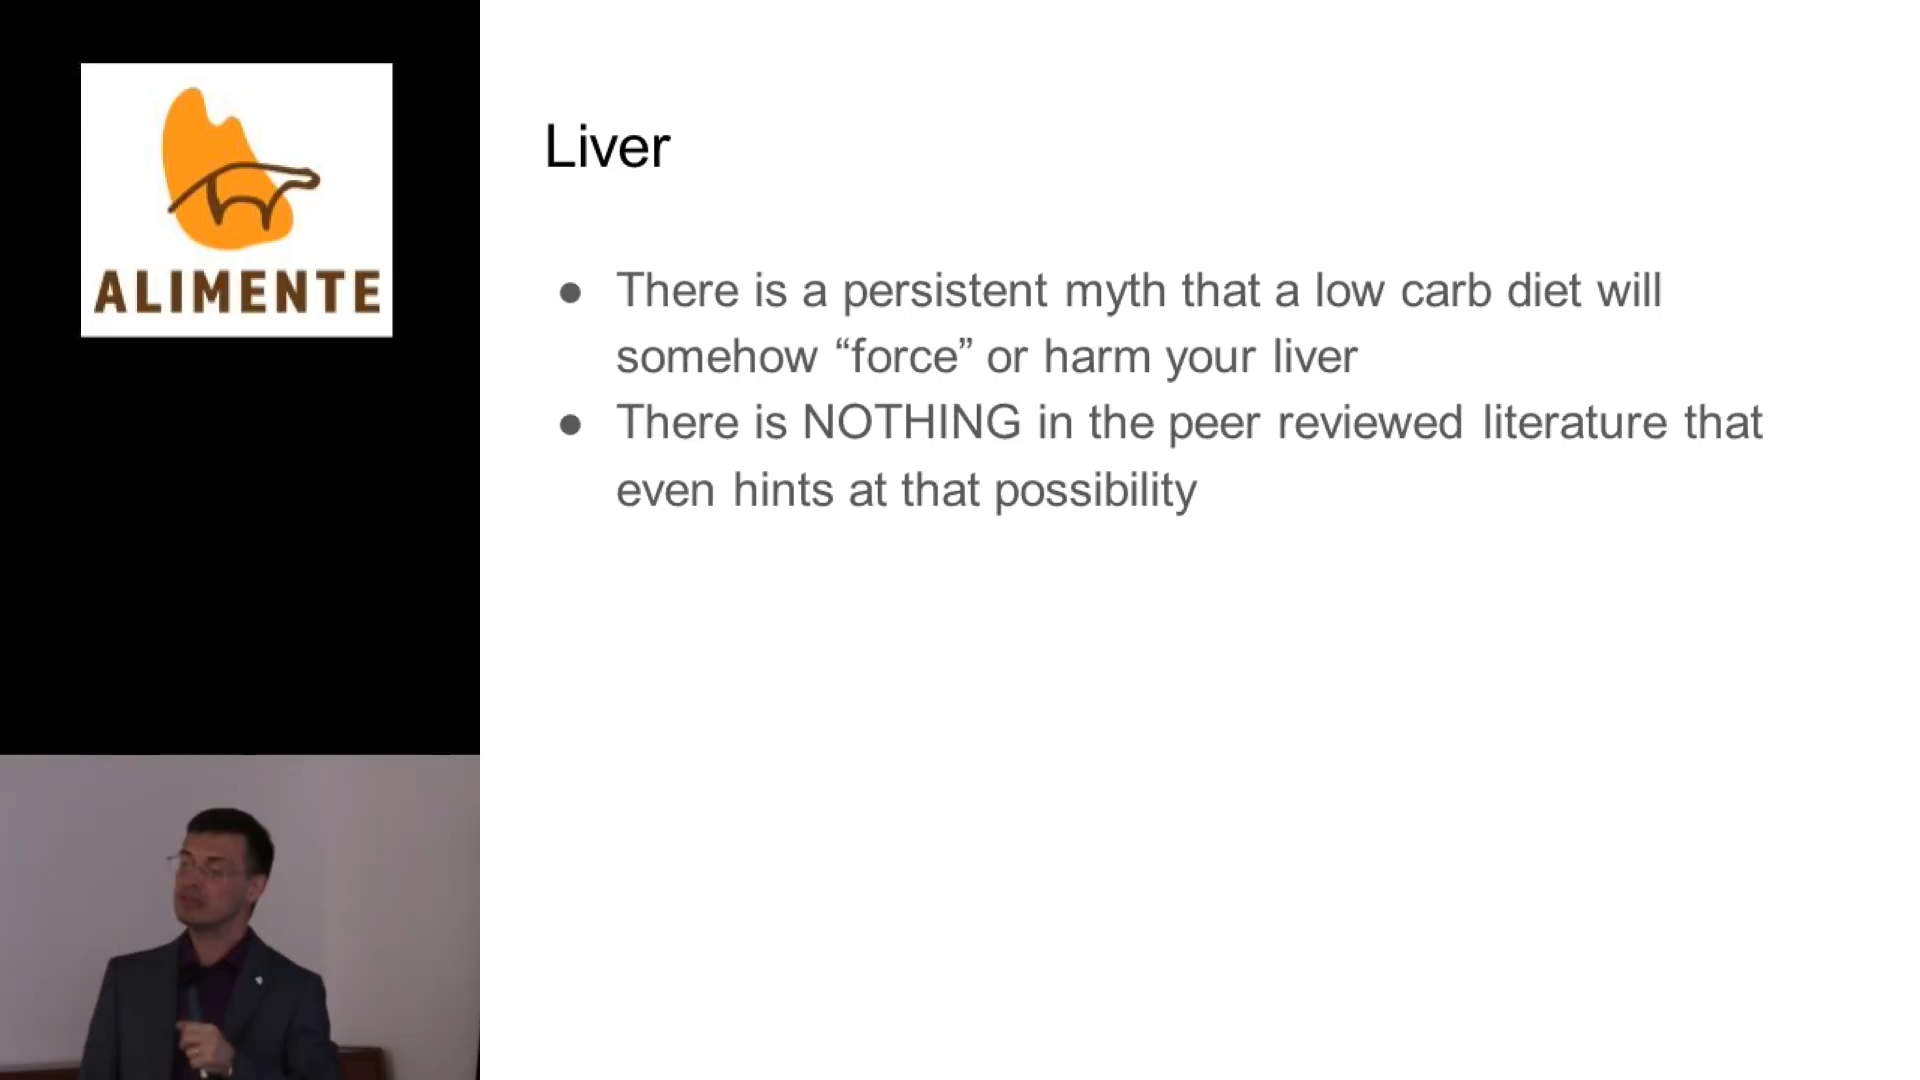 ALIMENTE
Liver
● There is a persistent myth that a low carb diet will
somehow “force” or harm your liver
● There is NOTHING in the peer reviewed literature that
even hints at that possibility